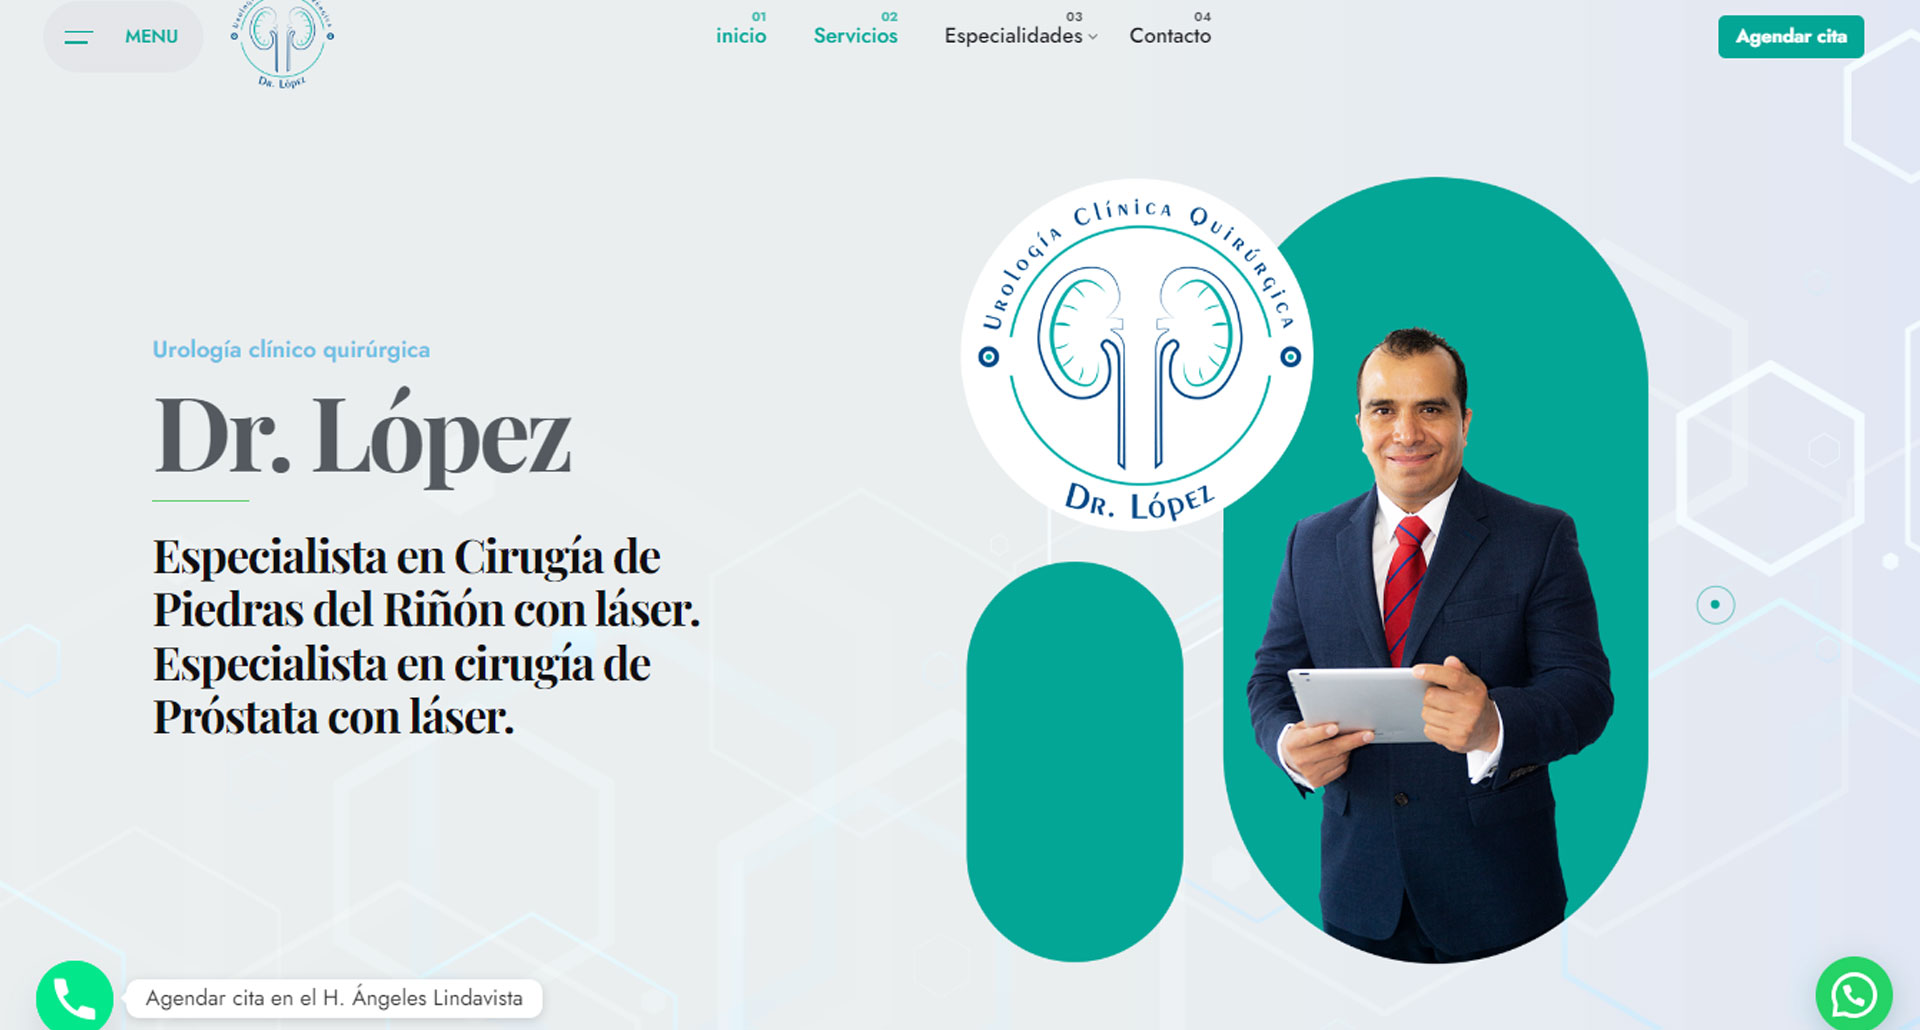 MENU
Dr. López
01
inicio
02
Servicios
03
Especialidades
04
Contacto
Agendar cita
Urología Clínica Quirúrgica
Dr. López
Urología clínico quirúrgica
Dr. López
Especialista en Cirugía de
Piedras del Riñón con láser.
Especialista en cirugía de
Próstata con láser.
Agendar cita en el H. Ángeles Lindavista